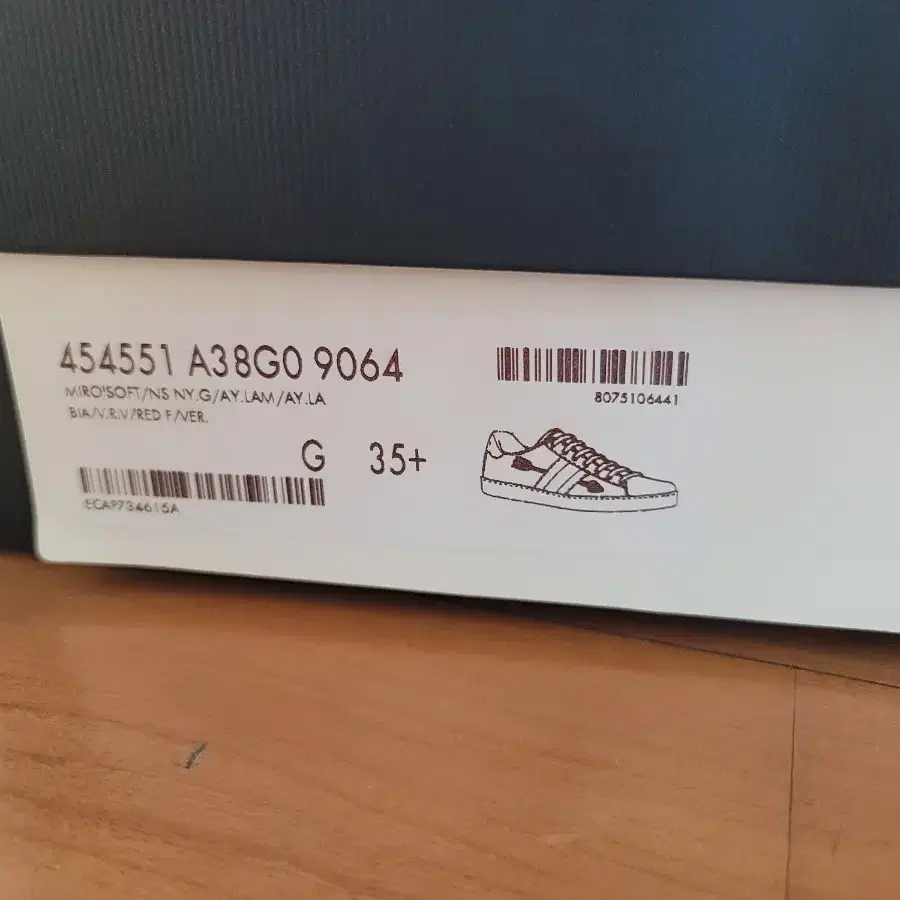 454551 A38G0 9064
MIRO'SOFT/NS NY.G/AY.LAM/AY.LA
BIA/V.R.V/RED F/VER.
G 35+
ECAP734615A
8075106441